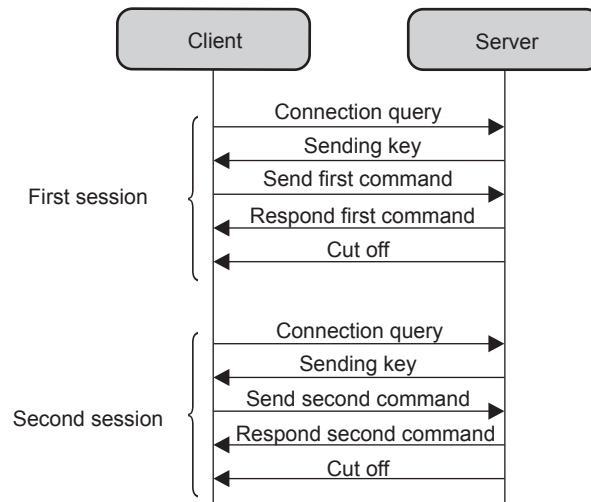 Client
Server
Connection query
Sending key
Send first command
First session
Respond first command
Cut off
Connection query
Sending key
Send second command
Second session
Respond second command
Cut off